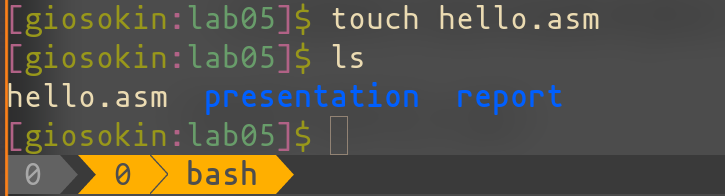 [giosokin:lab05]$ touch hello.asm
[giosokin:lab05]$ ls
hello.asm  presentation  report
[giosokin:lab05]$
0 0 bash